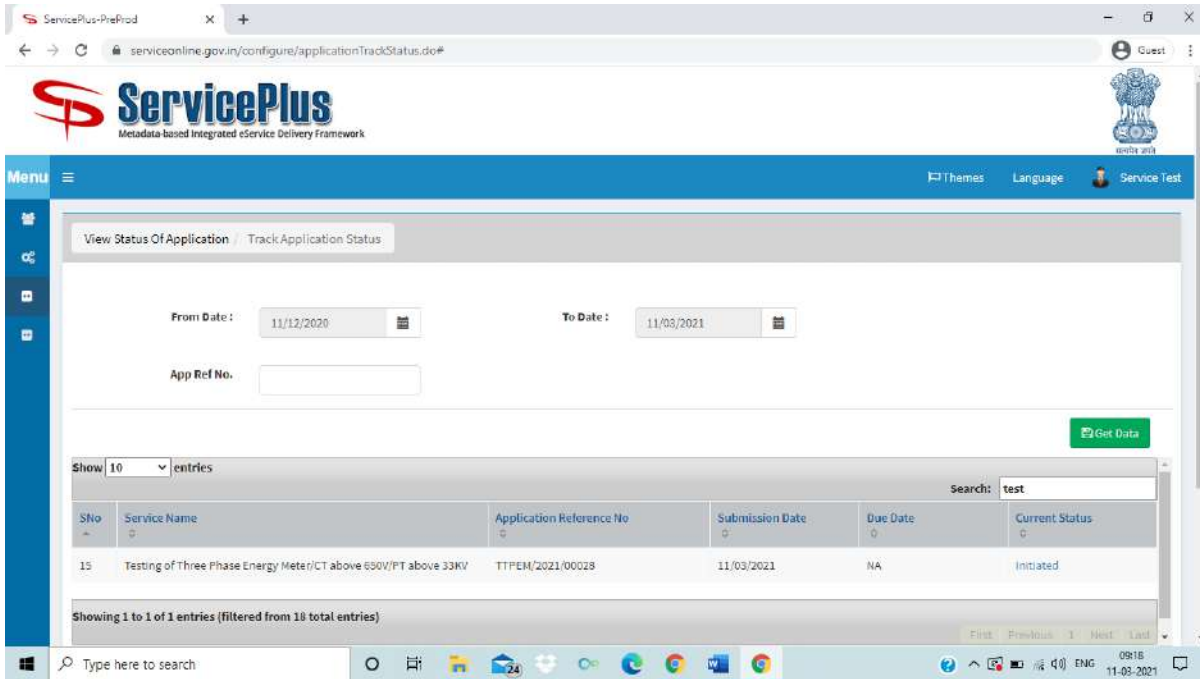 ServicePlus-PreProd
serviceonline.gov.in/configure/applicationTrackStatus.do#
Guest
ServicePlus
Metadata-based Integrated eService Delivery Framework
सत्यमेव जयते
Menu
Themes Language Service Test
View Status Of Application / Track Application Status
From Date : 11/12/2020 To Date : 11/03/2021
App Ref No.
Get Data
Show 10 entries
Search: test
SNo Service Name Application Reference No Submission Date Due Date Current Status
15 Testing of Three Phase Energy Meter/CT above 650V/PT above 33KV TTPEM/2021/00028 11/03/2021 NA Initiated
Showing 1 to 1 of 1 entries (filtered from 18 total entries)
First Previous 1 Next Last
Type here to search 24 ENG 09:18
11-03-2021